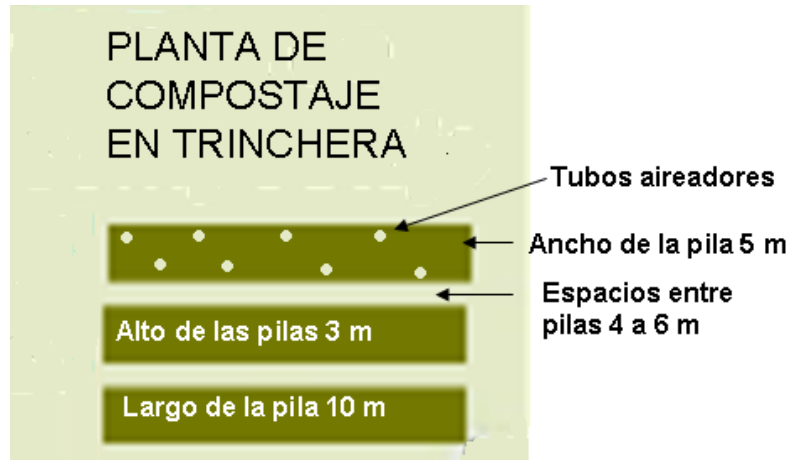 PLANTA DE
COMPOSTAJE
EN TRINCHERA
Tubos aireadores
Ancho de la pila 5 m
Espacios entre
pilas 4 a 6 m
Alto de las pilas 3 m
Largo de la pila 10 m